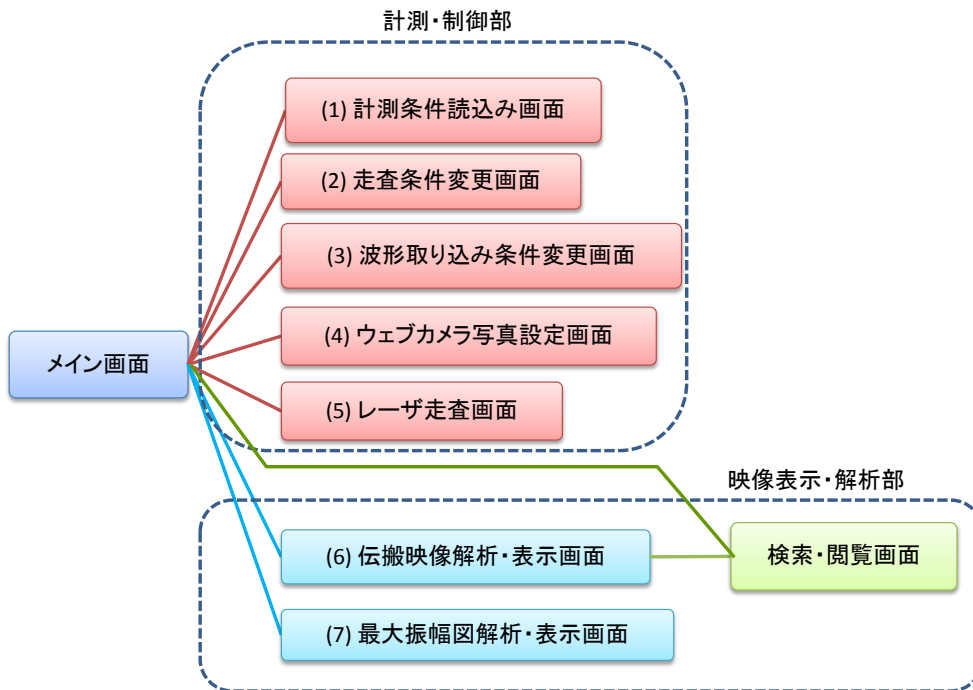 計測・制御部
(1) 計測条件読込み画面
(2) 走査条件変更画面
(3) 波形取り込み条件変更画面
(4) ウェブカメラ写真設定画面
メイン画面
(5) レーザ走査画面
映像表示・解析部
(6) 伝搬映像解析・表示画面
検索・閲覧画面
(7) 最大振幅図解析・表示画面